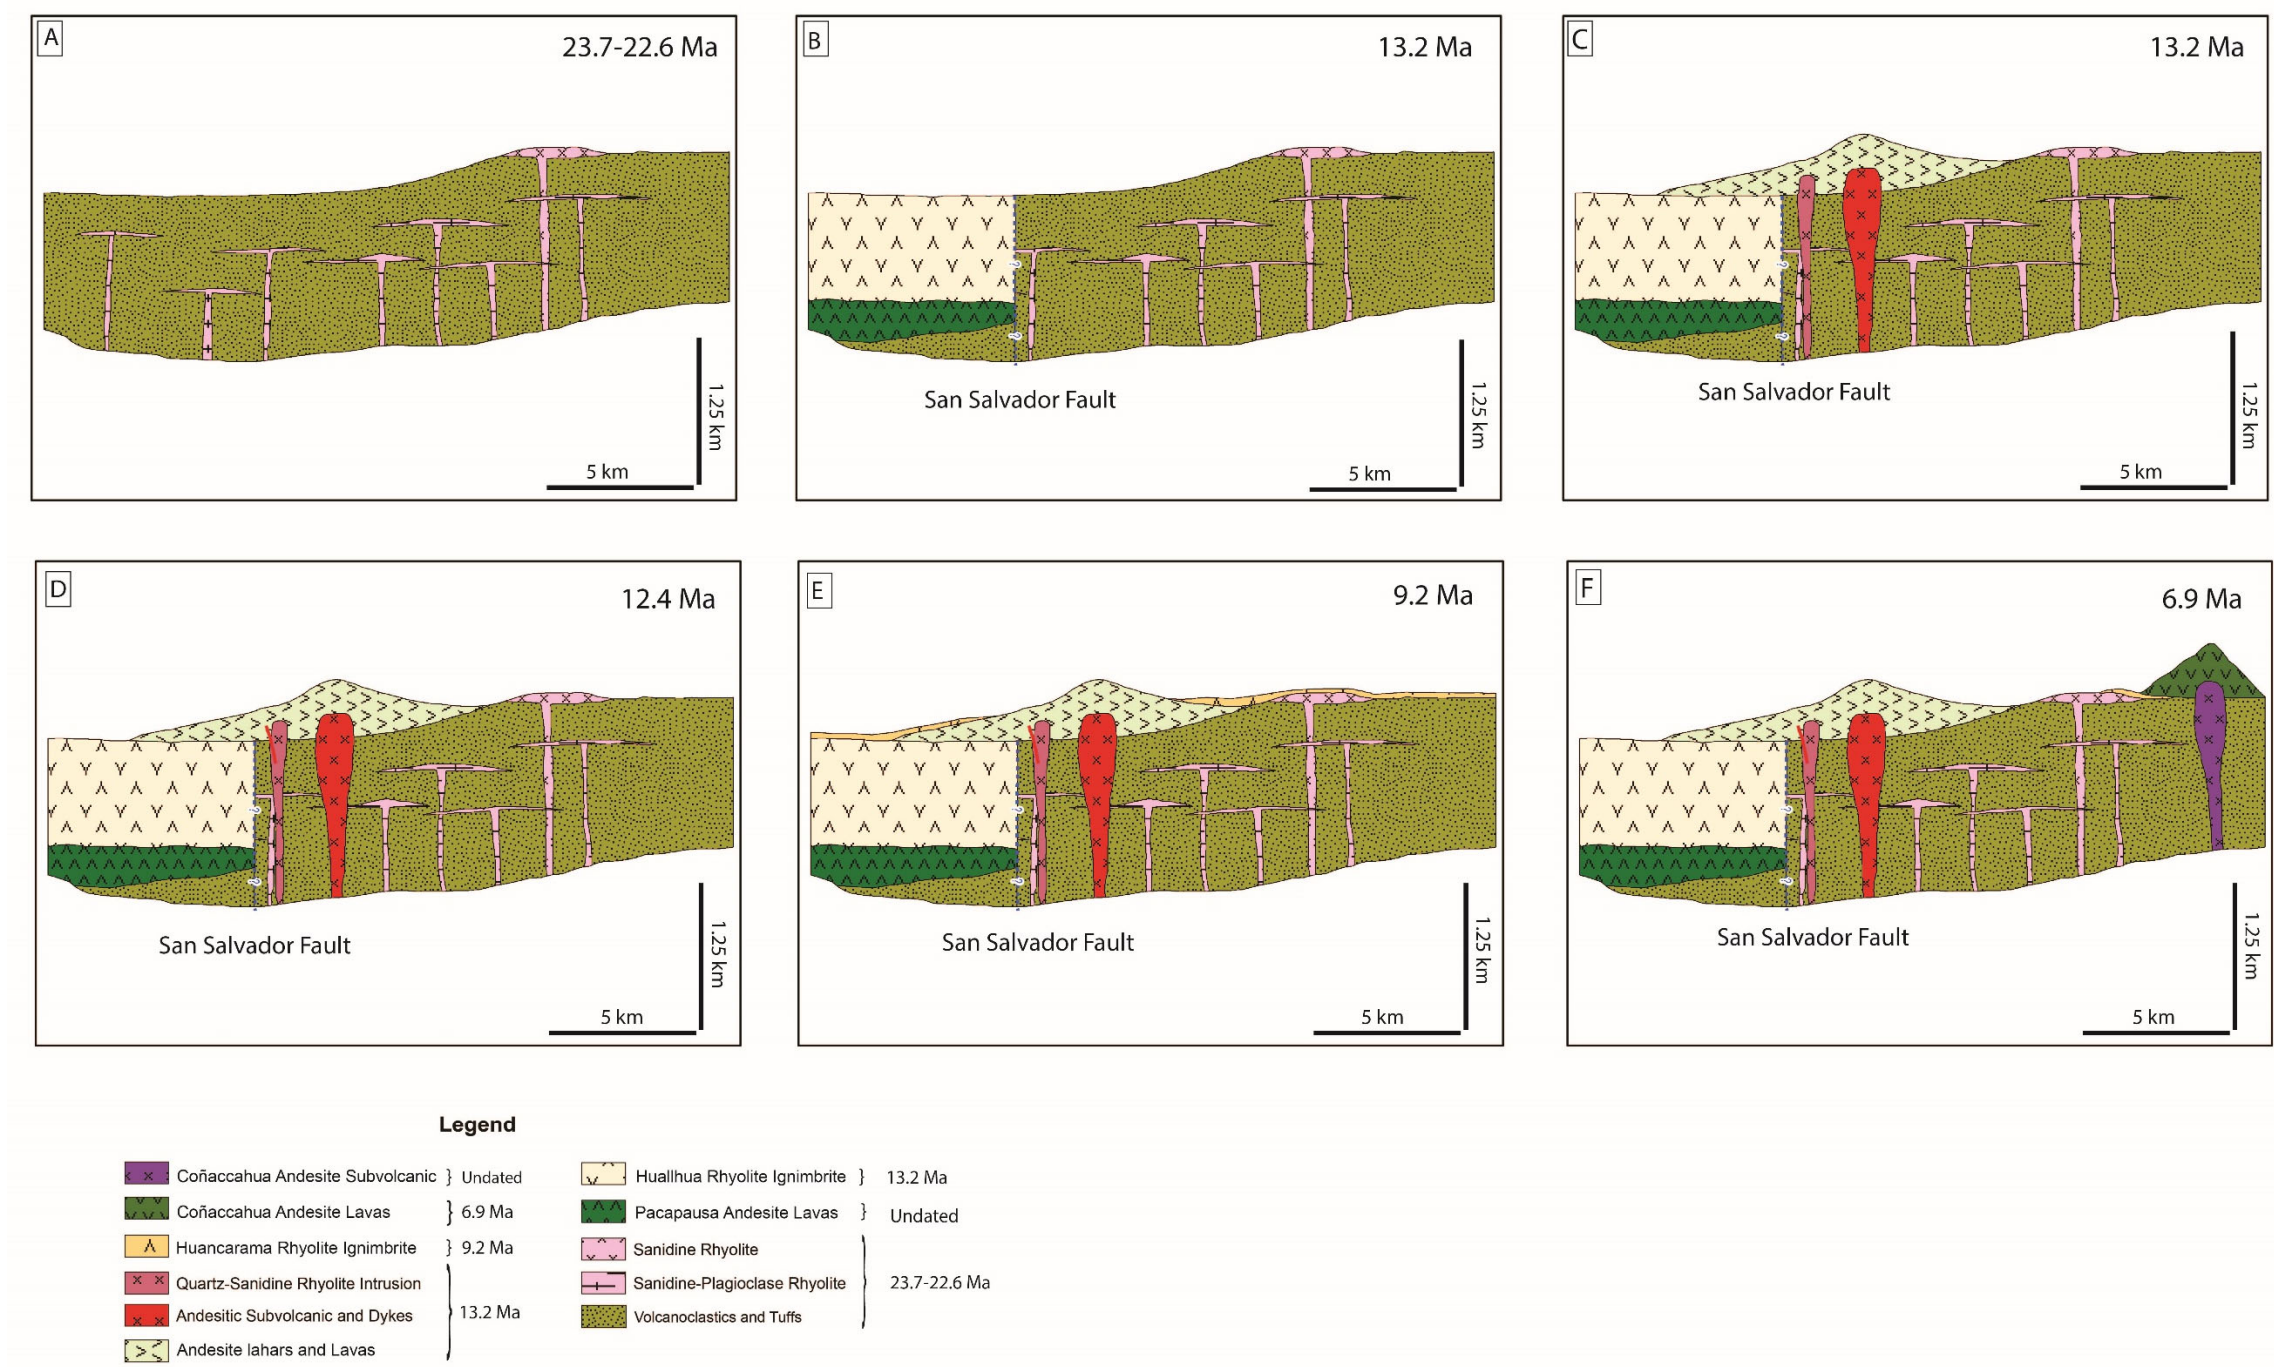 A
23.7-22.6 Ma
1.25 km
5 km
B
13.2 Ma
?
?
San Salvador Fault
1.25 km
5 km
C
13.2 Ma
?
?
San Salvador Fault
1.25 km
5 km
D
12.4 Ma
?
?
San Salvador Fault
1.25 km
5 km
E
9.2 Ma
?
?
San Salvador Fault
1.25 km
5 km
F
6.9 Ma
?
?
San Salvador Fault
1.25 km
5 km
Legend
Coñaccahua Andesite Subvolcanic } Undated
Coñaccahua Andesite Lavas } 6.9 Ma
Huancarama Rhyolite Ignimbrite } 9.2 Ma
Quartz-Sanidine Rhyolite Intrusion
Andesitic Subvolcanic and Dykes } 13.2 Ma
Andesite lahars and Lavas
Huallhua Rhyolite Ignimbrite } 13.2 Ma
Pacapausa Andesite Lavas } Undated
Sanidine Rhyolite
Sanidine-Plagioclase Rhyolite } 23.7-22.6 Ma
Volcanoclastics and Tuffs